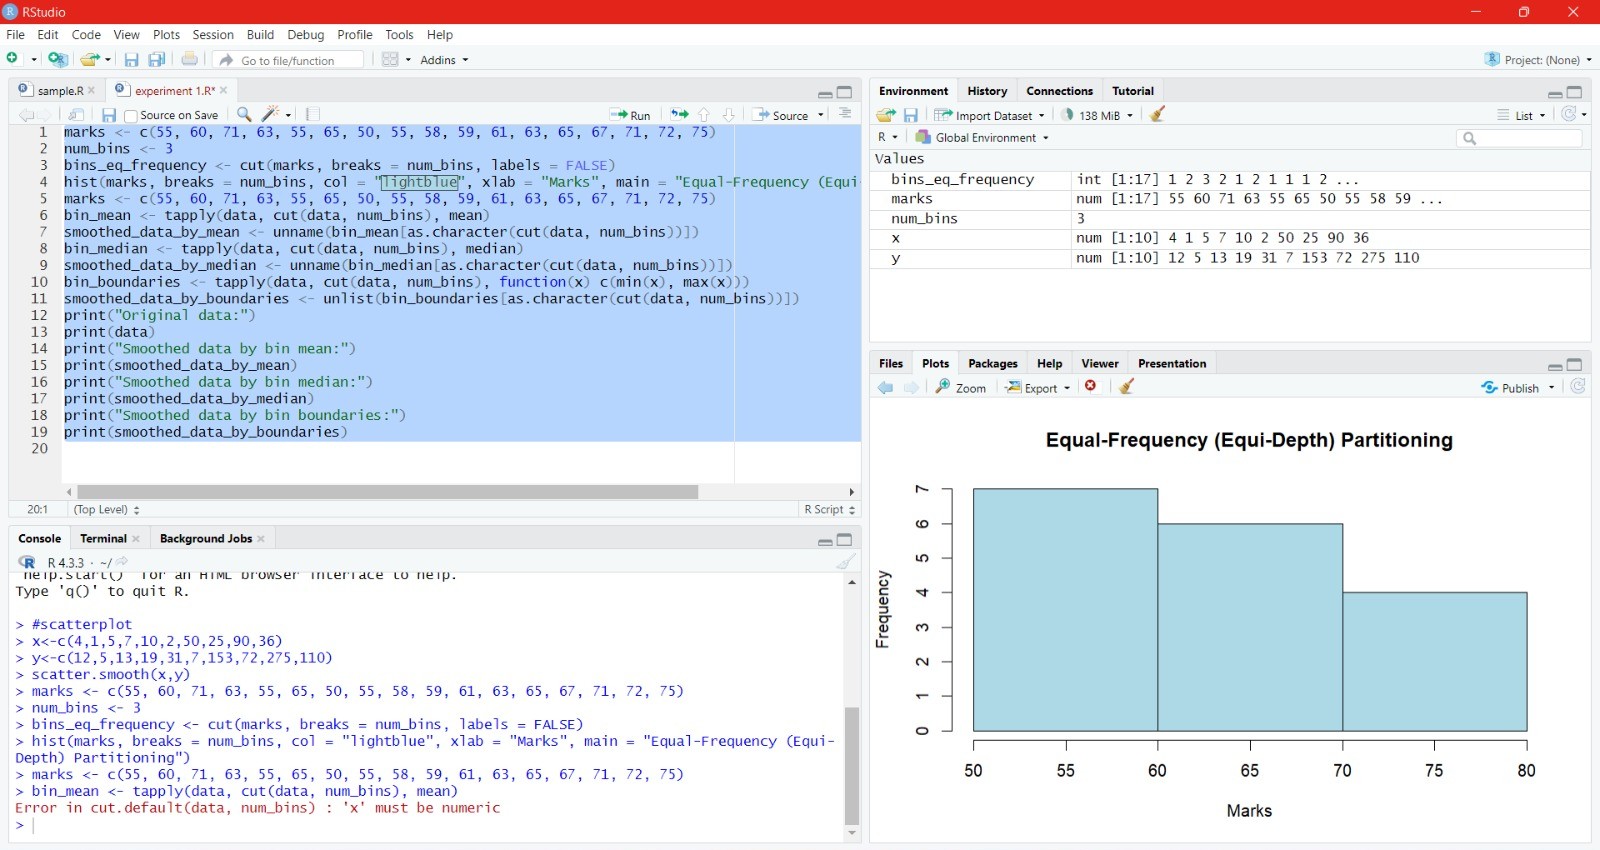 RStudio
File Edit Code View Plots Session Build Debug Profile Tools Help
Go to file/function Addins Project: (None)
sample.R experiment 1.R*
Source on Save Run Source
1 marks <- c(55, 60, 71, 63, 55, 65, 50, 55, 58, 59, 61, 63, 65, 67, 71, 72, 75)
2 num_bins <- 3
3 bins_eq_frequency <- cut(marks, breaks = num_bins, labels = FALSE)
4 hist(marks, breaks = num_bins, col = "lightblue", xlab = "Marks", main = "Equal-Frequency (Equi-
5 marks <- c(55, 60, 71, 63, 55, 65, 50, 55, 58, 59, 61, 63, 65, 67, 71, 72, 75)
6 bin_mean <- tapply(data, cut(data, num_bins), mean)
7 smoothed_data_by_mean <- unname(bin_mean[as.character(cut(data, num_bins))])
8 bin_median <- tapply(data, cut(data, num_bins), median)
9 smoothed_data_by_median <- unname(bin_median[as.character(cut(data, num_bins))])
10 bin_boundaries <- tapply(data, cut(data, num_bins), function(x) c(min(x), max(x)))
11 smoothed_data_by_boundaries <- unlist(bin_boundaries[as.character(cut(data, num_bins))])
12 print("Original data:")
13 print(data)
14 print("Smoothed data by bin mean:")
15 print(smoothed_data_by_mean)
16 print("Smoothed data by bin median:")
17 print(smoothed_data_by_median)
18 print("Smoothed data by bin boundaries:")
19 print(smoothed_data_by_boundaries)
20
20:1 (Top Level) R Script
Console Terminal Background Jobs
R 4.3.3 · ~/
'help.start()' for an HTML browser interface to help.
Type 'q()' to quit R.
> #scatterplot
> x<-c(4,1,5,7,10,2,50,25,90,36)
> y<-c(12,5,13,19,31,7,153,72,275,110)
> scatter.smooth(x,y)
> marks <- c(55, 60, 71, 63, 55, 65, 50, 55, 58, 59, 61, 63, 65, 67, 71, 72, 75)
> num_bins <- 3
> bins_eq_frequency <- cut(marks, breaks = num_bins, labels = FALSE)
> hist(marks, breaks = num_bins, col = "lightblue", xlab = "Marks", main = "Equal-Frequency (Equi-
Depth) Partitioning")
> marks <- c(55, 60, 71, 63, 55, 65, 50, 55, 58, 59, 61, 63, 65, 67, 71, 72, 75)
> bin_mean <- tapply(data, cut(data, num_bins), mean)
Error in cut.default(data, num_bins) : 'x' must be numeric
>
Environment History Connections Tutorial
Import Dataset 138 MiB List
R Global Environment
Values
bins_eq_frequency int [1:17] 1 2 3 2 1 2 1 1 1 2 ...
marks num [1:17] 55 60 71 63 55 65 50 55 58 59 ...
num_bins 3
x num [1:10] 4 1 5 7 10 2 50 25 90 36
y num [1:10] 12 5 13 19 31 7 153 72 275 110
Files Plots Packages Help Viewer Presentation
Zoom Export Publish
Equal-Frequency (Equi-Depth) Partitioning
7
6
5
4
3
2
1
0
Frequency
50 55 60 65 70 75 80
Marks